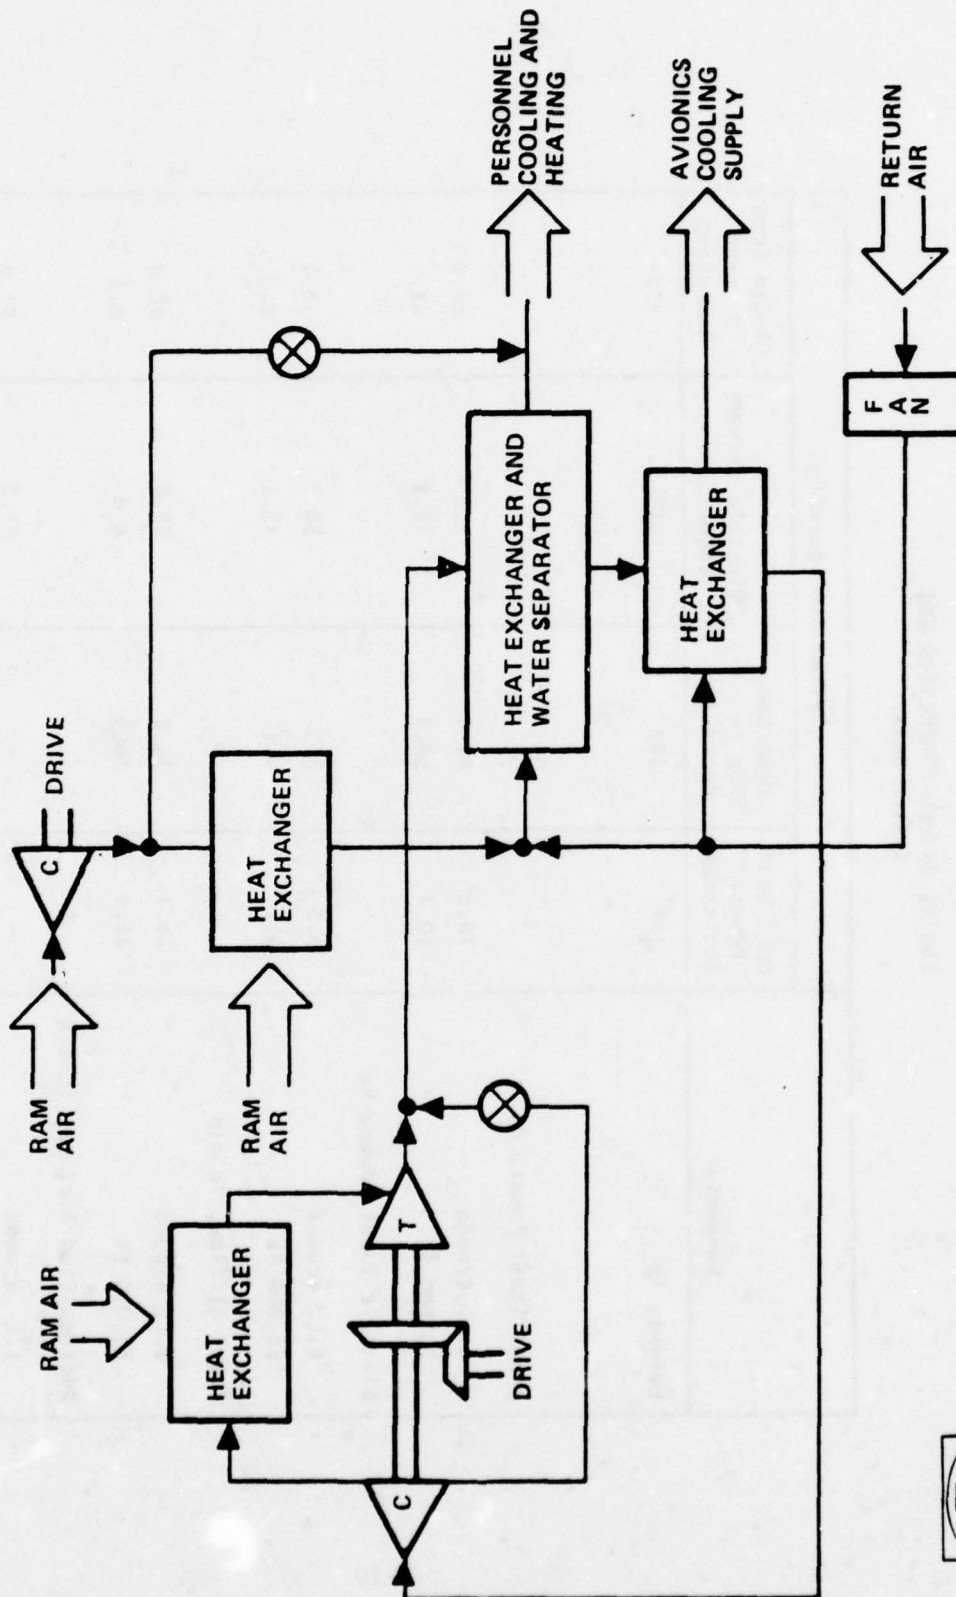 RAM AIR
HEAT
EXCHANGER
C
T
DRIVE
RAM
AIR
C
DRIVE
RAM
AIR
HEAT
EXCHANGER
HEAT EXCHANGER AND
WATER SEPARATOR
HEAT
EXCHANGER
PERSONNEL
COOLING AND
HEATING
AVIONICS
COOLING
SUPPLY
RETURN
AIR
F
A
N